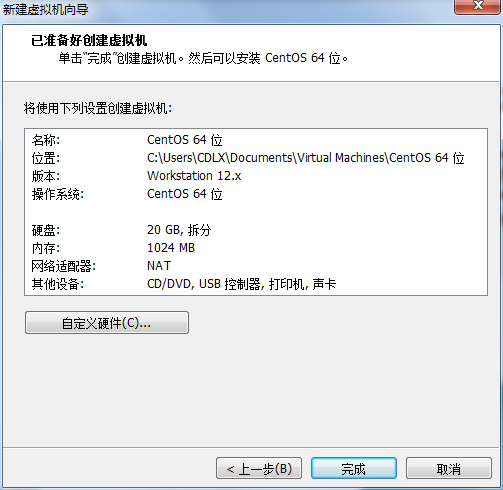 新建虚拟机向导
已准备好创建虚拟机
单击“完成”创建虚拟机。然后可以安装 CentOS 64 位。
将使用下列设置创建虚拟机:
名称: CentOS 64 位
位置: C:\Users\CDLX\Documents\Virtual Machines\CentOS 64 位
版本: Workstation 12.x
操作系统: CentOS 64 位
硬盘: 20 GB, 拆分
内存: 1024 MB
网络适配器: NAT
其他设备: CD/DVD, USB 控制器, 打印机, 声卡
自定义硬件(C)...
< 上一步(B) 完成 取消